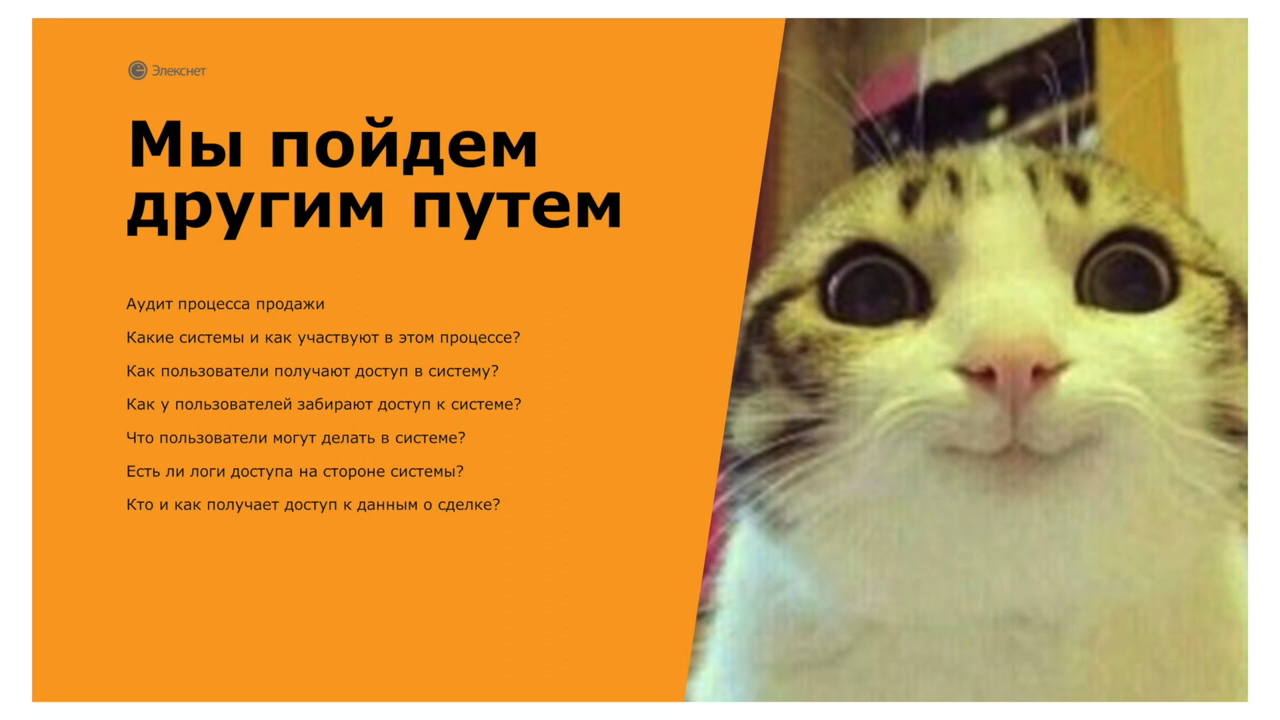 Элекснет
Мы пойдем
другим путем
Аудит процесса продажи
Какие системы и как участвуют в этом процессе?
Как пользователи получают доступ в систему?
Как у пользователей забирают доступ к системе?
Что пользователи могут делать в системе?
Есть ли логи доступа на стороне системы?
Кто и как получает доступ к данным о сделке?